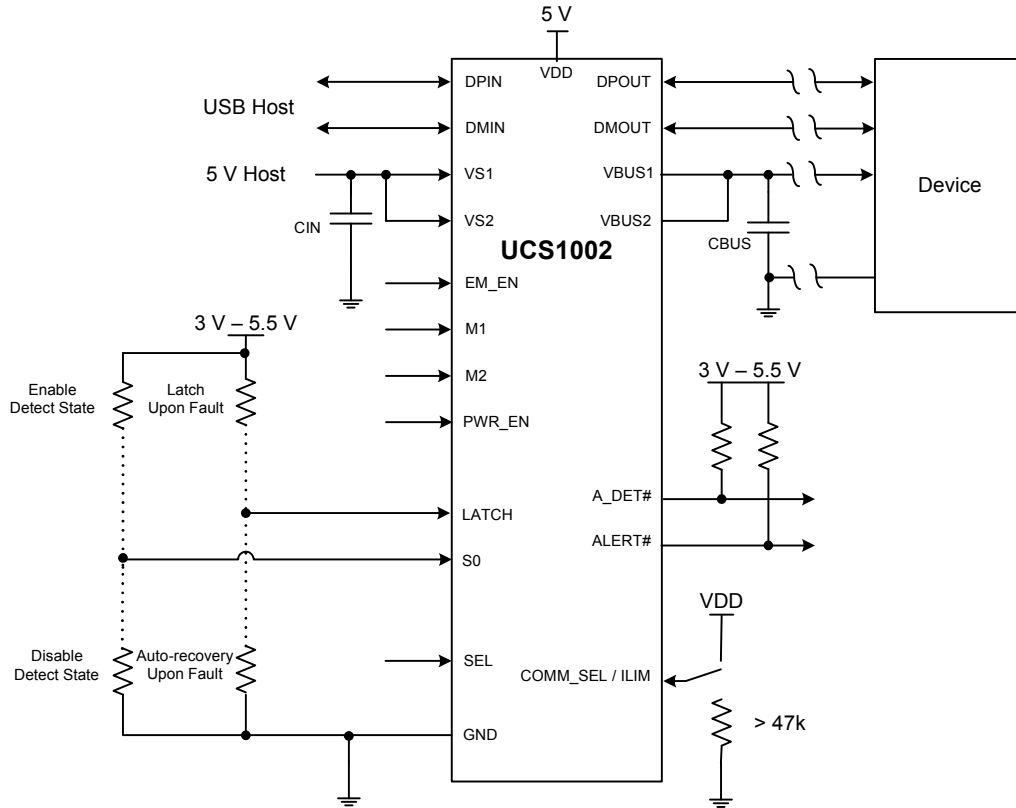 5 V
VDD
DPIN
DPOUT
USB Host
DMIN
DMOUT
5 V Host
VS1
VBUS1
Device
VS2
VBUS2
CIN
CBUS
UCS1002
EM_EN
3 V – 5.5 V
M1
Enable
Detect State
Latch
Upon Fault
M2
3 V – 5.5 V
PWR_EN
A_DET#
LATCH
ALERT#
S0
VDD
Disable
Detect State
Auto-recovery
Upon Fault
SEL
COMM_SEL / ILIM
> 47k
GND